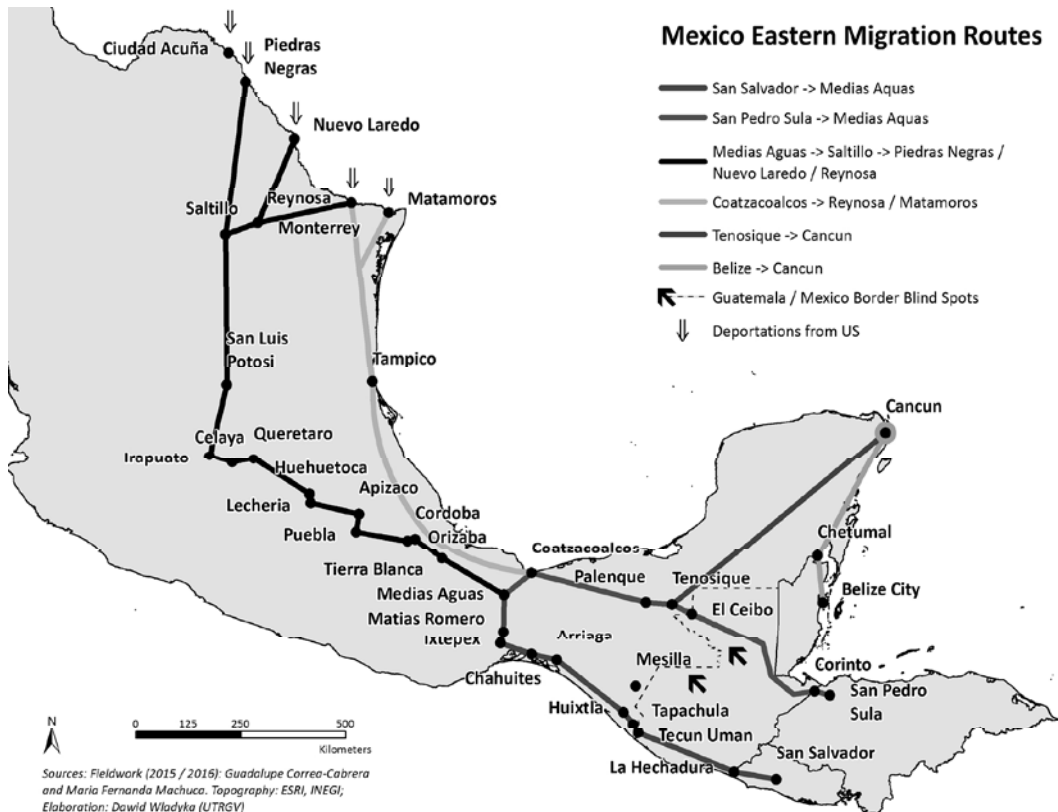 Mexico Eastern Migration Routes
San Salvador -> Medias Aquas
San Pedro Sula -> Medias Aquas
Medias Aguas -> Saltillo -> Piedras Negras /
Nuevo Laredo / Reynosa
Coatzacoalcos -> Reynosa / Matamoros
Tenosique -> Cancun
Belize -> Cancun
Guatemala / Mexico Border Blind Spots
Deportations from US
Ciudad Acuña
Piedras
Negras
Nuevo Laredo
Reynosa
Matamoros
Saltillo
Monterrey
San Luis
Potosi
Tampico
Cancun
Celaya
Queretaro
Irapuato
Huehuetoca
Apizaco
Lecheria
Cordoba
Puebla
Orizaba
Chetumal
Coatzacoalcos
Tierra Blanca
Palenque
Tenosique
Medias Aguas
El Ceibo
Belize City
Matias Romero
Ixtepex
Arriaga
Mesilla
Corinto
Chahuites
San Pedro
Sula
Huixtla
Tapachula
Tecun Uman
San Salvador
La Hechadura
N
0 125 250 500
Kilometers
Sources: Fieldwork (2015 / 2016): Guadalupe Correa-Cabrera
and Maria Fernanda Machuca. Topography: ESRI, INEGI;
Elaboration: Dawid Wladyka (UTRGV)